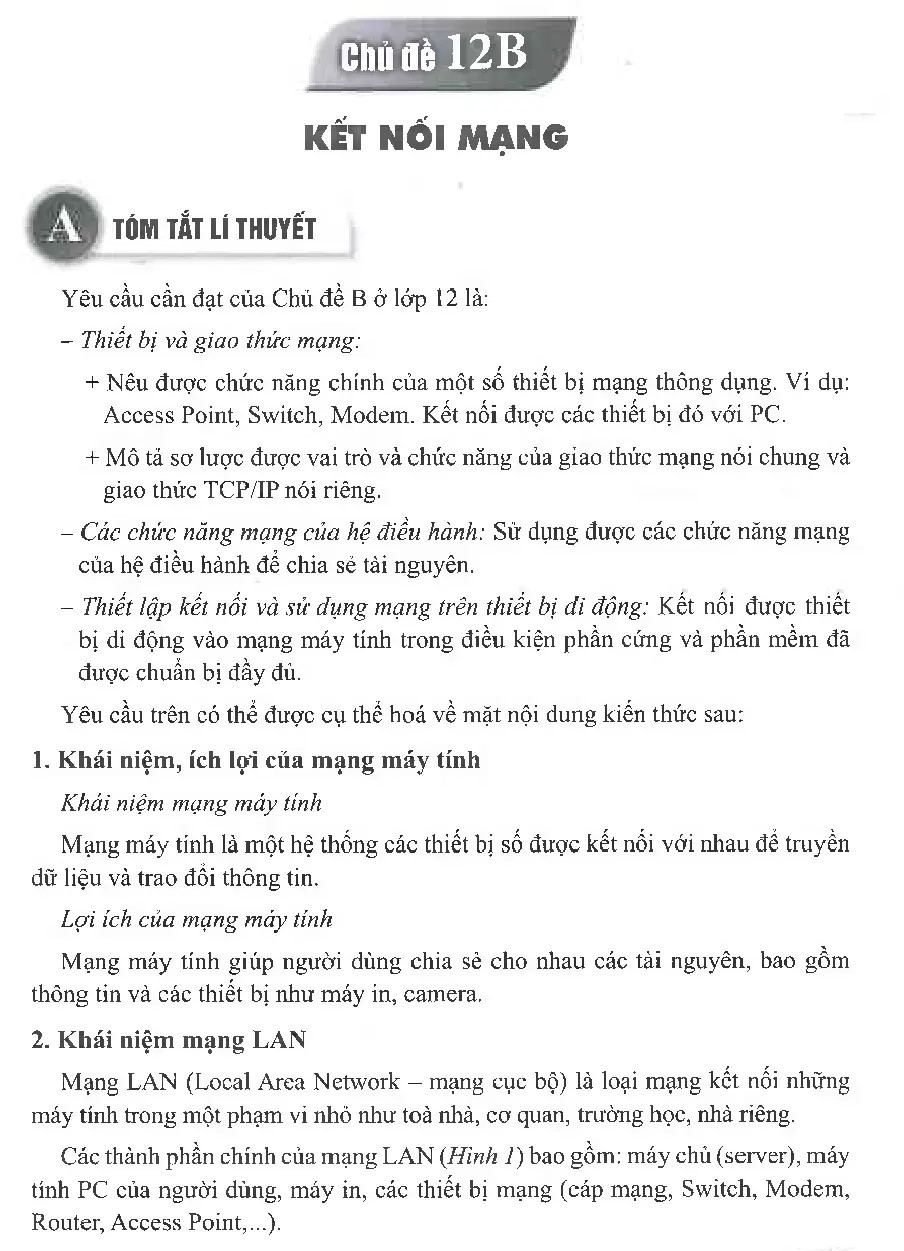 Chủ đề 12B
KẾT NỐI MẠNG
A TÓM TẮT LÍ THUYẾT
Yêu cầu cần đạt của Chủ đề B ở lớp 12 là:
– Thiết bị và giao thức mạng:
+ Nêu được chức năng chính của một số thiết bị mạng thông dụng. Ví dụ:
Access Point, Switch, Modem. Kết nối được các thiết bị đó với PC.
+ Mô tả sơ lược được vai trò và chức năng của giao thức mạng nói chung và
giao thức TCP/IP nói riêng.
– Các chức năng mạng của hệ điều hành: Sử dụng được các chức năng mạng
của hệ điều hành để chia sẻ tài nguyên.
– Thiết lập kết nối và sử dụng mạng trên thiết bị di động: Kết nối được thiết
bị di động vào mạng máy tính trong điều kiện phần cứng và phần mềm đã
được chuẩn bị đầy đủ.
Yêu cầu trên có thể được cụ thể hoá về mặt nội dung kiến thức sau:
1. Khái niệm, ích lợi của mạng máy tính
Khái niệm mạng máy tính
Mạng máy tính là một hệ thống các thiết bị số được kết nối với nhau để truyền
dữ liệu và trao đổi thông tin.
Lợi ích của mạng máy tính
Mạng máy tính giúp người dùng chia sẻ cho nhau các tài nguyên, bao gồm
thông tin và các thiết bị như máy in, camera.
2. Khái niệm mạng LAN
Mạng LAN (Local Area Network – mạng cục bộ) là loại mạng kết nối những
máy tính trong một phạm vi nhỏ như toà nhà, cơ quan, trường học, nhà riêng.
Các thành phần chính của mạng LAN (Hình 1) bao gồm: máy chủ (server), máy
tính PC của người dùng, máy in, các thiết bị mạng (cáp mạng, Switch, Modem,
Router, Access Point,...).